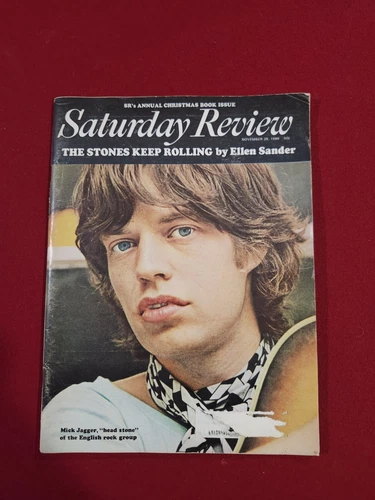 SR's ANNUAL CHRISTMAS BOOK ISSUE
Saturday Review
THE STONES KEEP ROLLING by Ellen Sander
Mick Jagger, "head stone"
of the English rock group